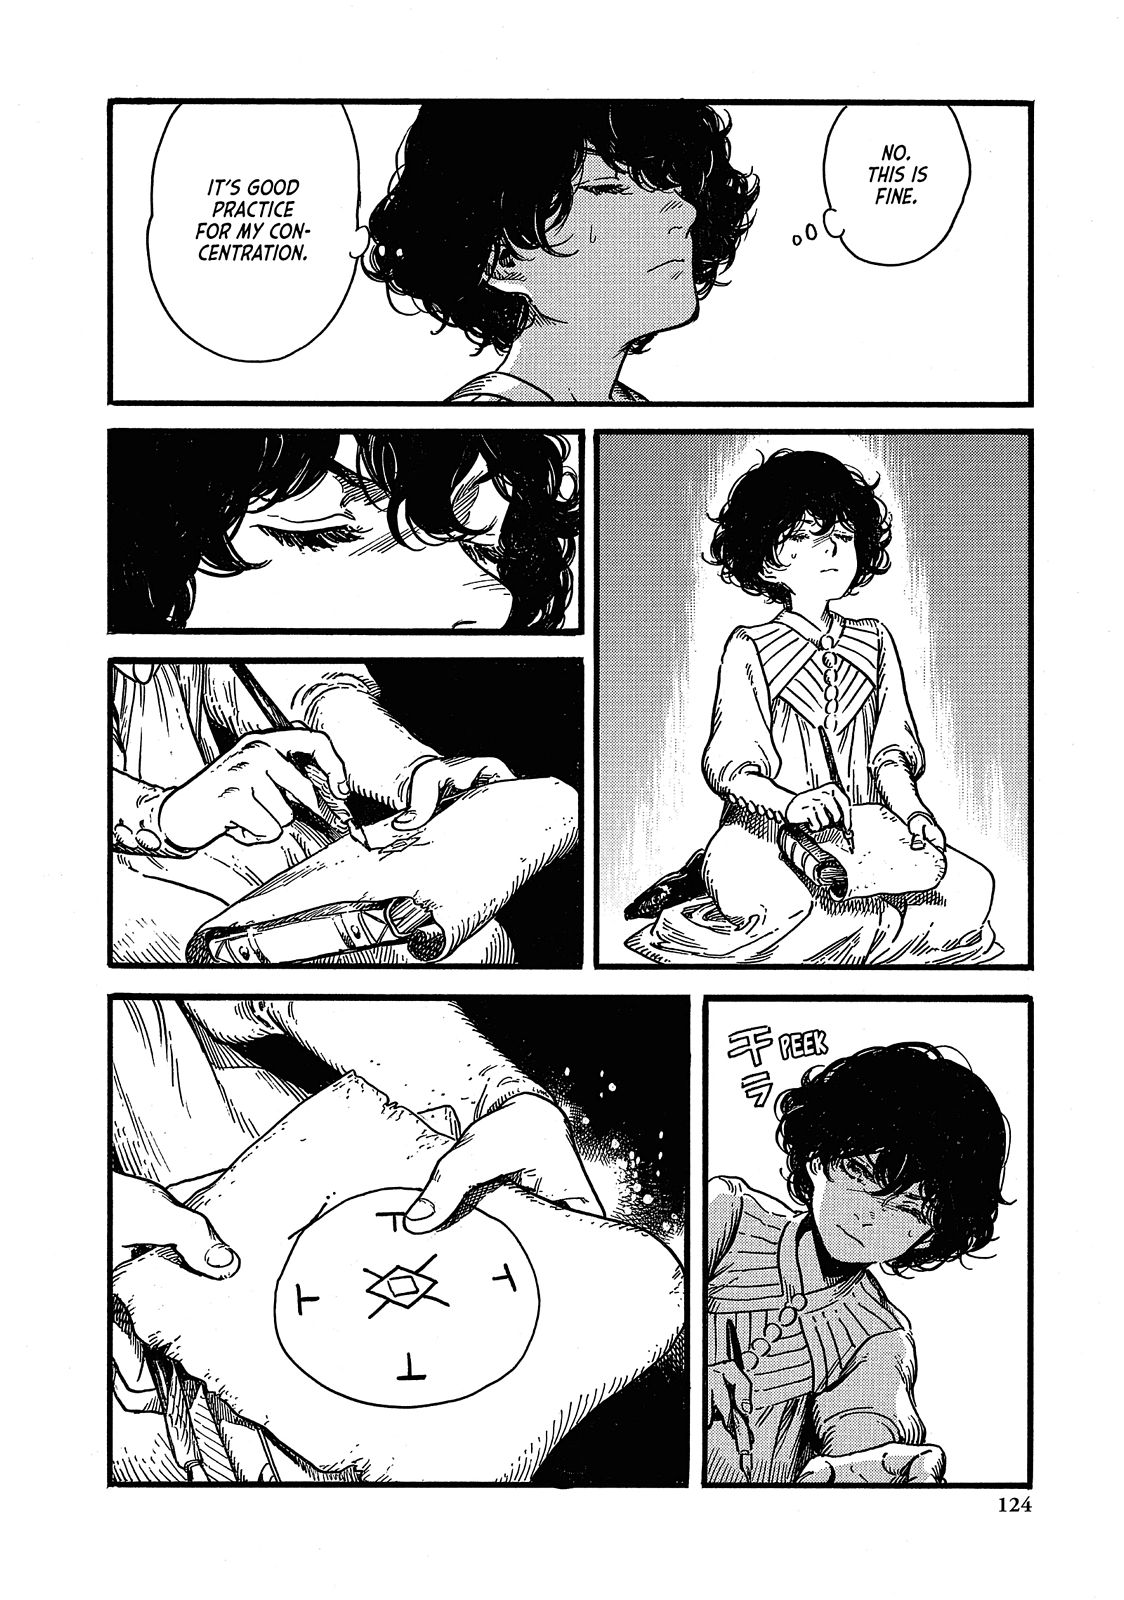 NO.
THIS IS
FINE.
IT'S GOOD
PRACTICE
FOR MY CON-
CENTRATION.
チラ
PEEK
124